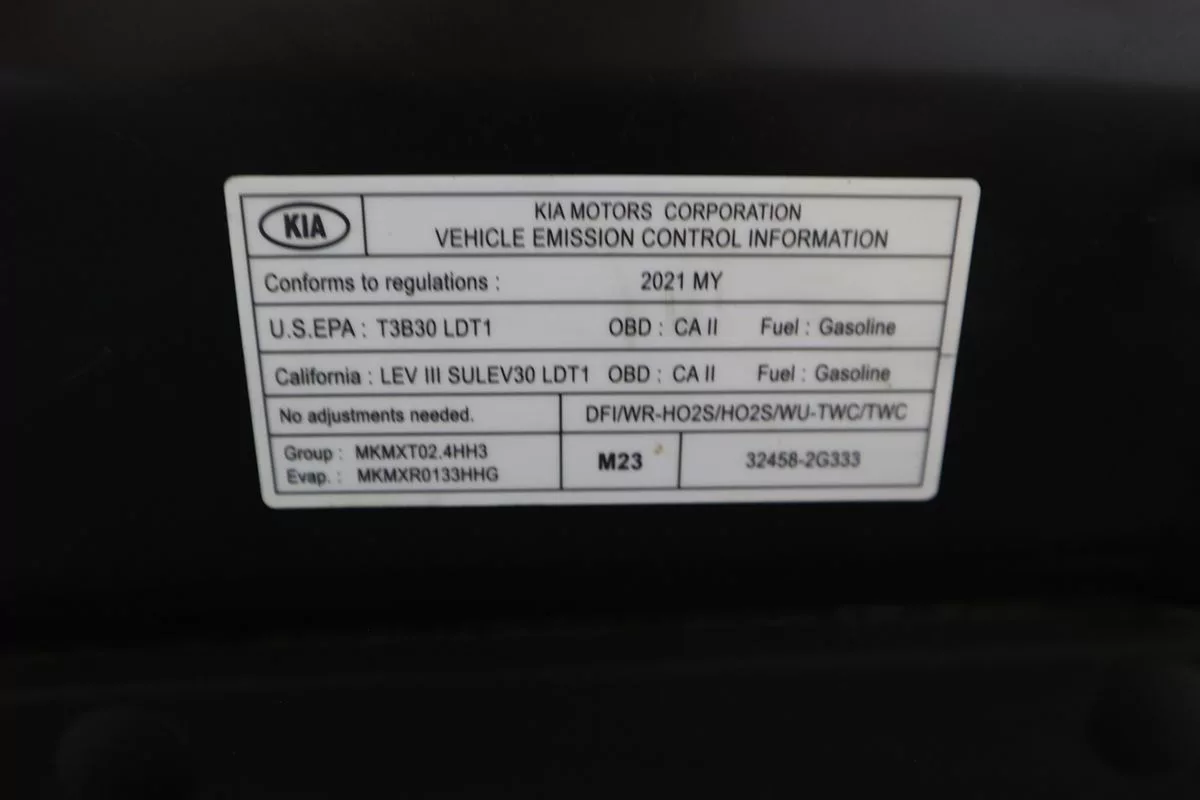 KIA
KIA MOTORS CORPORATION
VEHICLE EMISSION CONTROL INFORMATION
Conforms to regulations : 2021 MY
U.S.EPA : T3B30 LDT1 OBD : CA II Fuel : Gasoline
California : LEV III SULEV30 LDT1 OBD : CA II Fuel : Gasoline
No adjustments needed. DFI/WR-HO2S/HO2S/WU-TWC/TWC
Group : MKMXT02.4HH3
Evap. : MKMXR0133HHG
M23
32458-2G333